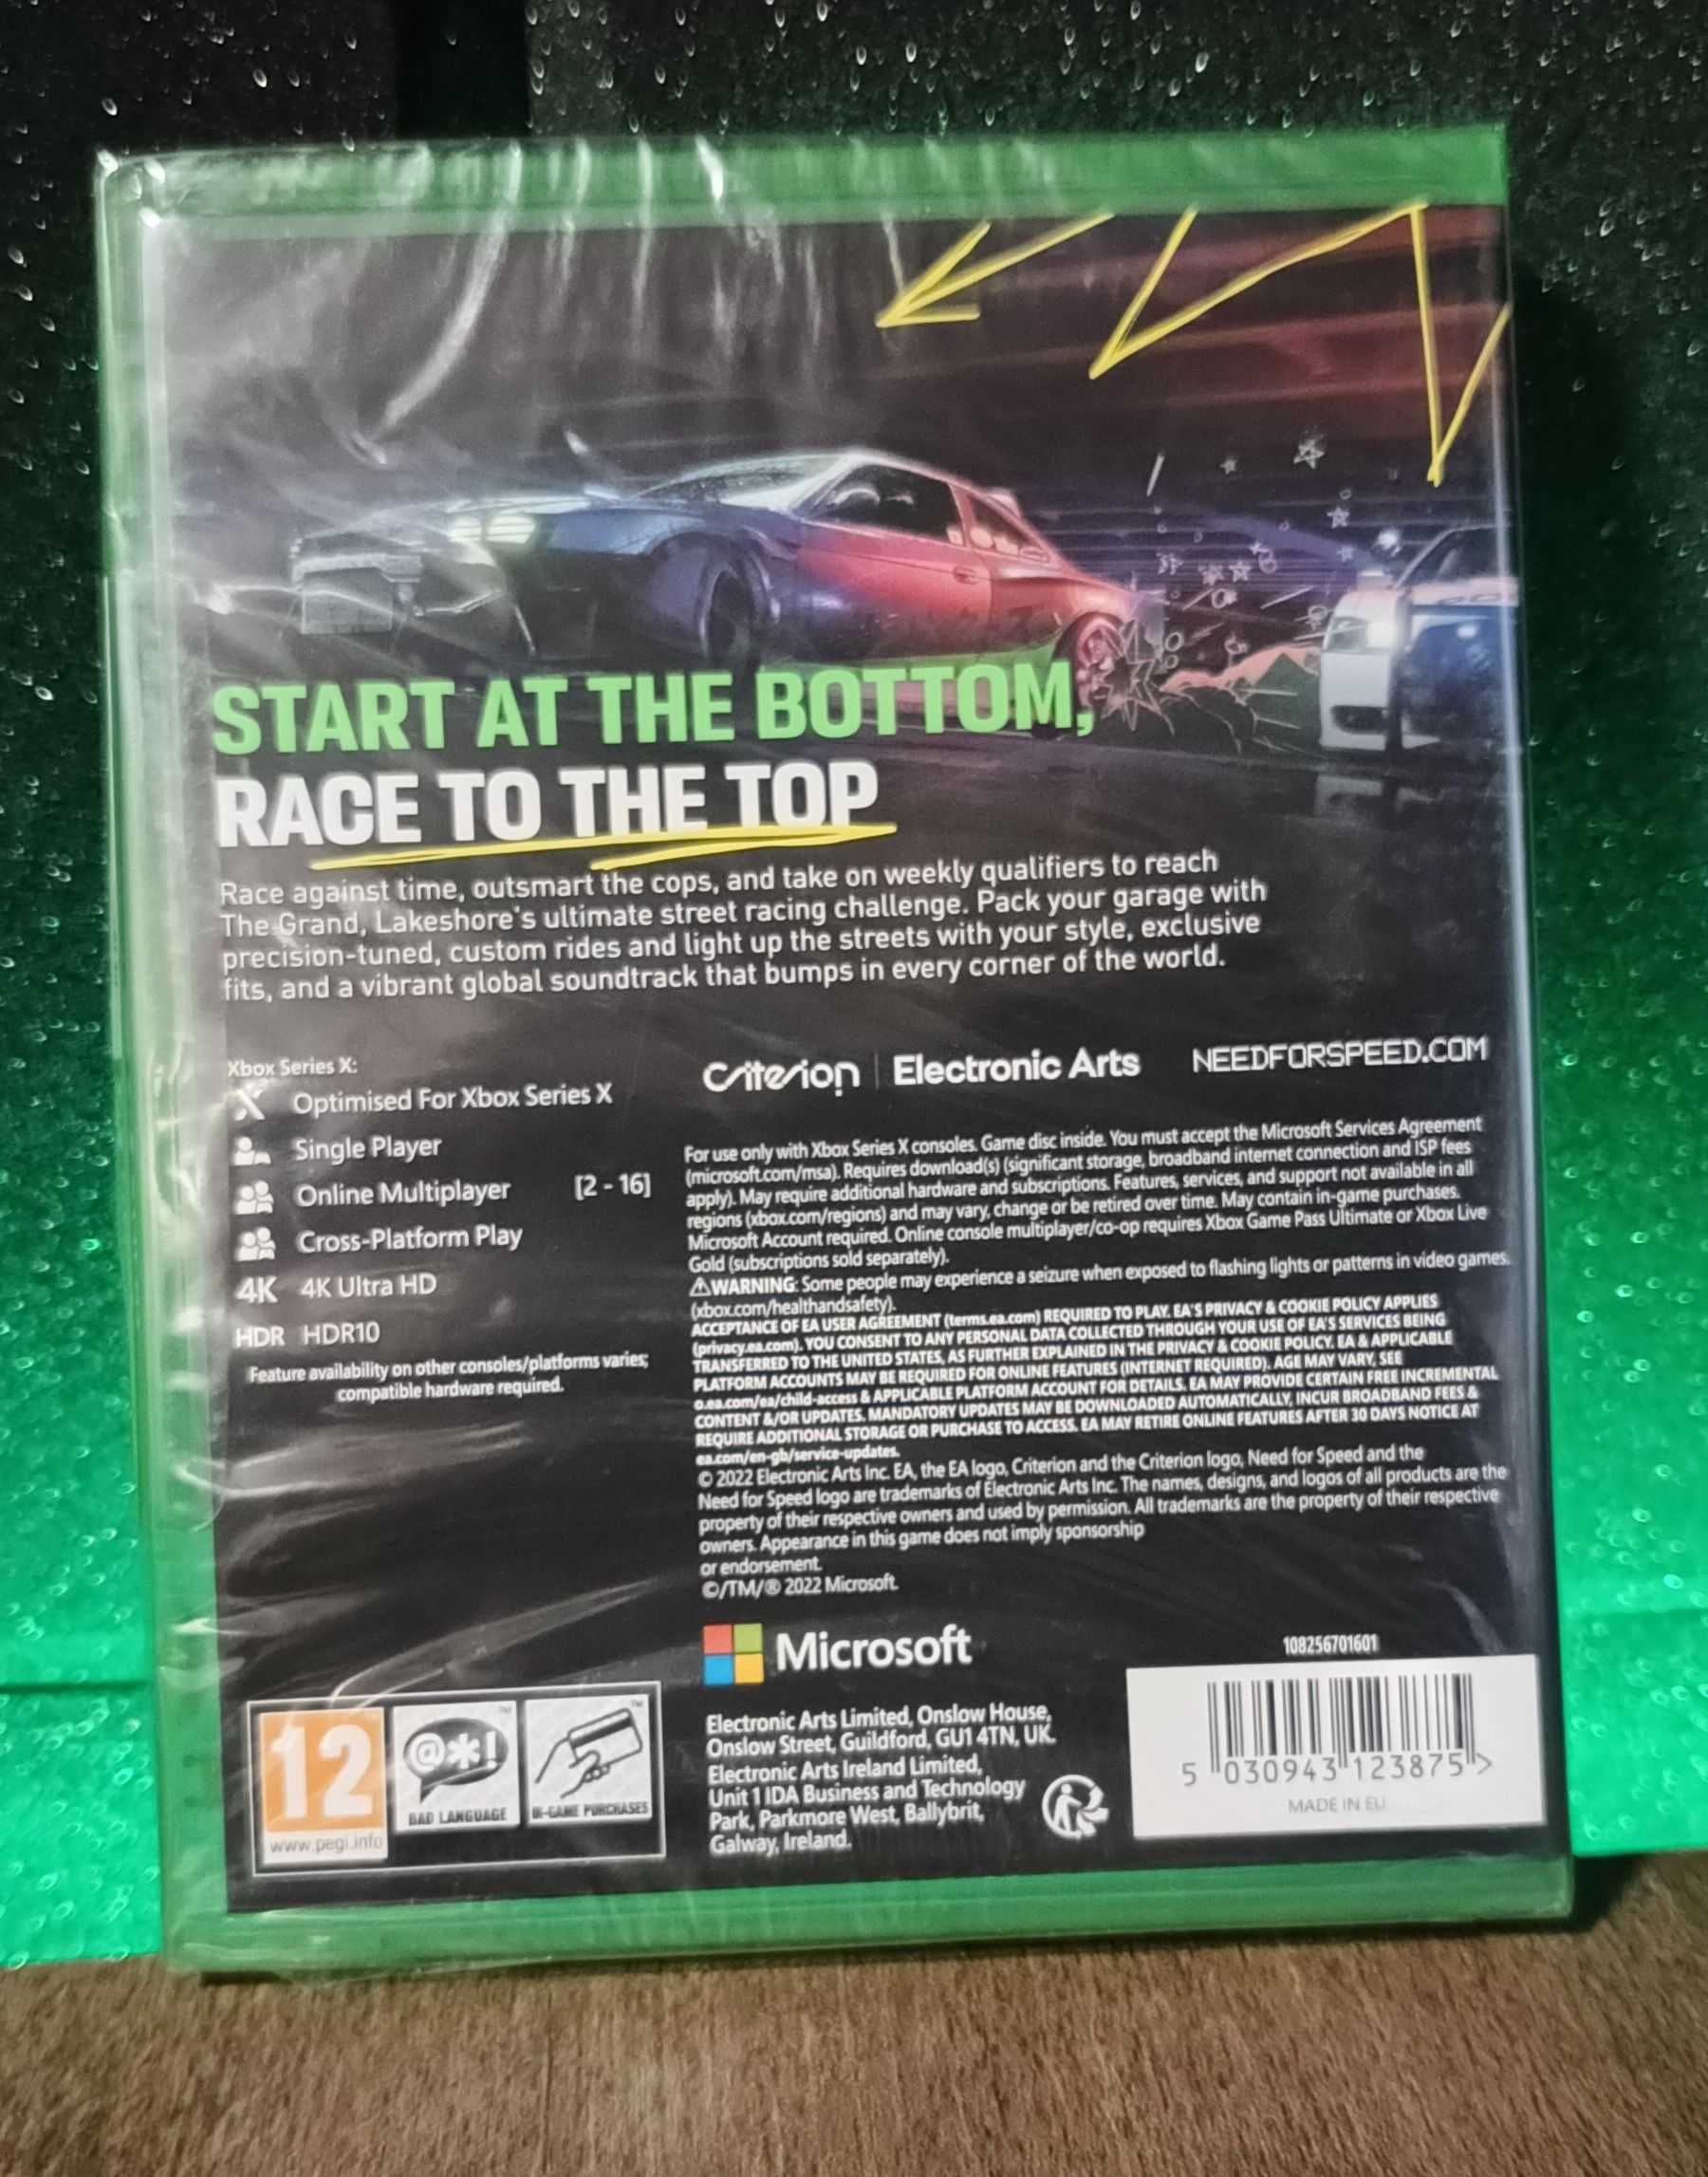 START AT THE BOTTOM,
RACE TO THE TOP
Race against time, outsmart the cops, and take on weekly qualifiers to reach
The Grand, Lakeshore's ultimate street racing challenge. Pack your garage with
precision-tuned, custom rides and light up the streets with your style, exclusive
fits, and a vibrant global soundtrack that bumps in every corner of the world.
Xbox Series X:
X Optimised For Xbox Series X
Single Player
Online Multiplayer [2 - 16]
Cross-Platform Play
4K 4K Ultra HD
HDR HDR10
Feature availability on other consoles/platforms varies;
compatible hardware required.
Criterion | Electronic Arts NEEDFORSPEED.COM
For use only with Xbox Series X consoles. Game disc inside. You must accept the Microsoft Services Agreement
(microsoft.com/msa). Requires download(s) (significant storage, broadband internet connection and ISP fees
apply). May require additional hardware and subscriptions. Features, services, and support not available in all
regions (xbox.com/regions) and may vary, change or be retired over time. May contain in-game purchases.
Microsoft Account required. Online console multiplayer/co-op requires Xbox Game Pass Ultimate or Xbox Live
Gold (subscriptions sold separately).
⚠WARNING: Some people may experience a seizure when exposed to flashing lights or patterns in video games.
(xbox.com/healthandsafety).
ACCEPTANCE OF EA USER AGREEMENT (terms.ea.com) REQUIRED TO PLAY. EA'S PRIVACY & COOKIE POLICY APPLIES
(privacy.ea.com). YOU CONSENT TO ANY PERSONAL DATA COLLECTED THROUGH YOUR USE OF EA'S SERVICES BEING
TRANSFERRED TO THE UNITED STATES, AS FURTHER EXPLAINED IN THE PRIVACY & COOKIE POLICY. EA & APPLICABLE
PLATFORM ACCOUNTS MAY BE REQUIRED FOR ONLINE FEATURES (INTERNET REQUIRED). AGE MAY VARY, SEE
o.ea.com/ea/child-access & APPLICABLE PLATFORM ACCOUNT FOR DETAILS. EA MAY PROVIDE CERTAIN FREE INCREMENTAL
CONTENT &/OR UPDATES. MANDATORY UPDATES MAY BE DOWNLOADED AUTOMATICALLY, INCUR BROADBAND FEES &
REQUIRE ADDITIONAL STORAGE OR PURCHASE TO ACCESS. EA MAY RETIRE ONLINE FEATURES AFTER 30 DAYS NOTICE AT
ea.com/en-gb/service-updates.
© 2022 Electronic Arts Inc. EA, the EA logo, Criterion and the Criterion logo, Need for Speed and the
Need for Speed logo are trademarks of Electronic Arts Inc. The names, designs, and logos of all products are the
property of their respective owners and used by permission. All trademarks are the property of their respective
owners. Appearance in this game does not imply sponsorship
or endorsement.
©/TM/® 2022 Microsoft.
Microsoft
108256701601
Electronic Arts Limited, Onslow House,
Onslow Street, Guildford, GU1 4TN, UK.
Electronic Arts Ireland Limited,
Unit 1 IDA Business and Technology
Park, Parkmore West, Ballybrit,
Galway, Ireland.
12
www.pegi.info
@*!
BAD LANGUAGE
IN-GAME PURCHASES
5 030943 123875 >
MADE IN EU